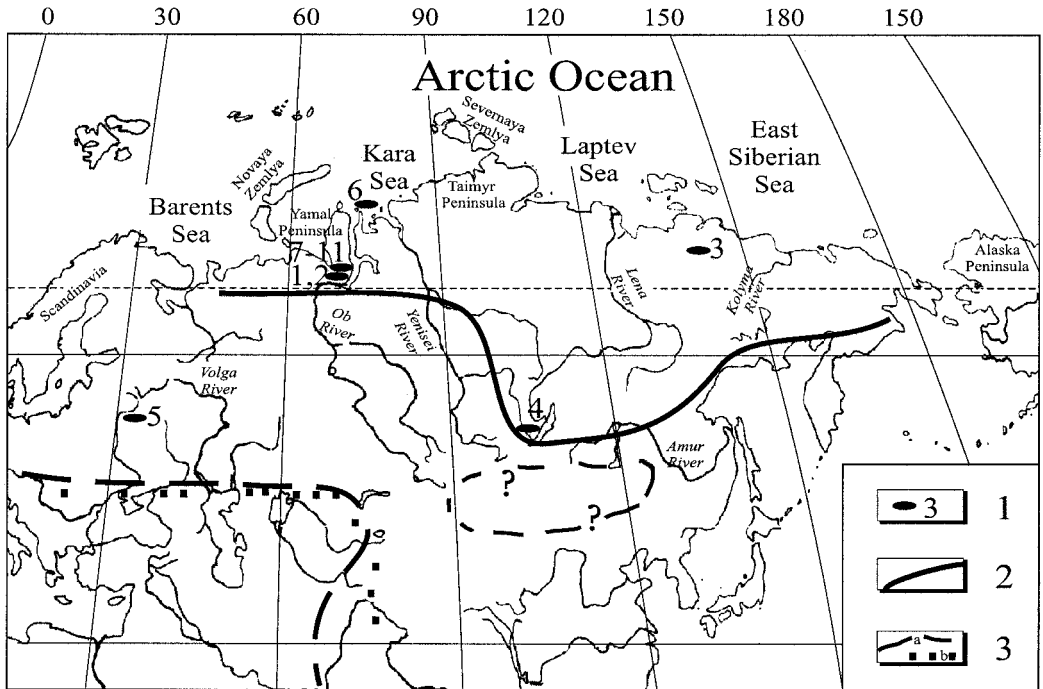 0 30 60 90 120 150 180 150
Arctic Ocean
Severnaya
Zemlya
East
Siberian
Sea
Laptev
Sea
Kara
Sea
Novaya
Zemlya
Taimyr
Peninsula
6
Barents
Sea
Yamal
Peninsula
7 11
1, 2
3
Alaska
Peninsula
Scandinavia
Lena
River
Kolyma
River
Ob
River
Yenisei
River
Volga
River
4
5
Amur
River
?
?
3 1
2
a
b 3